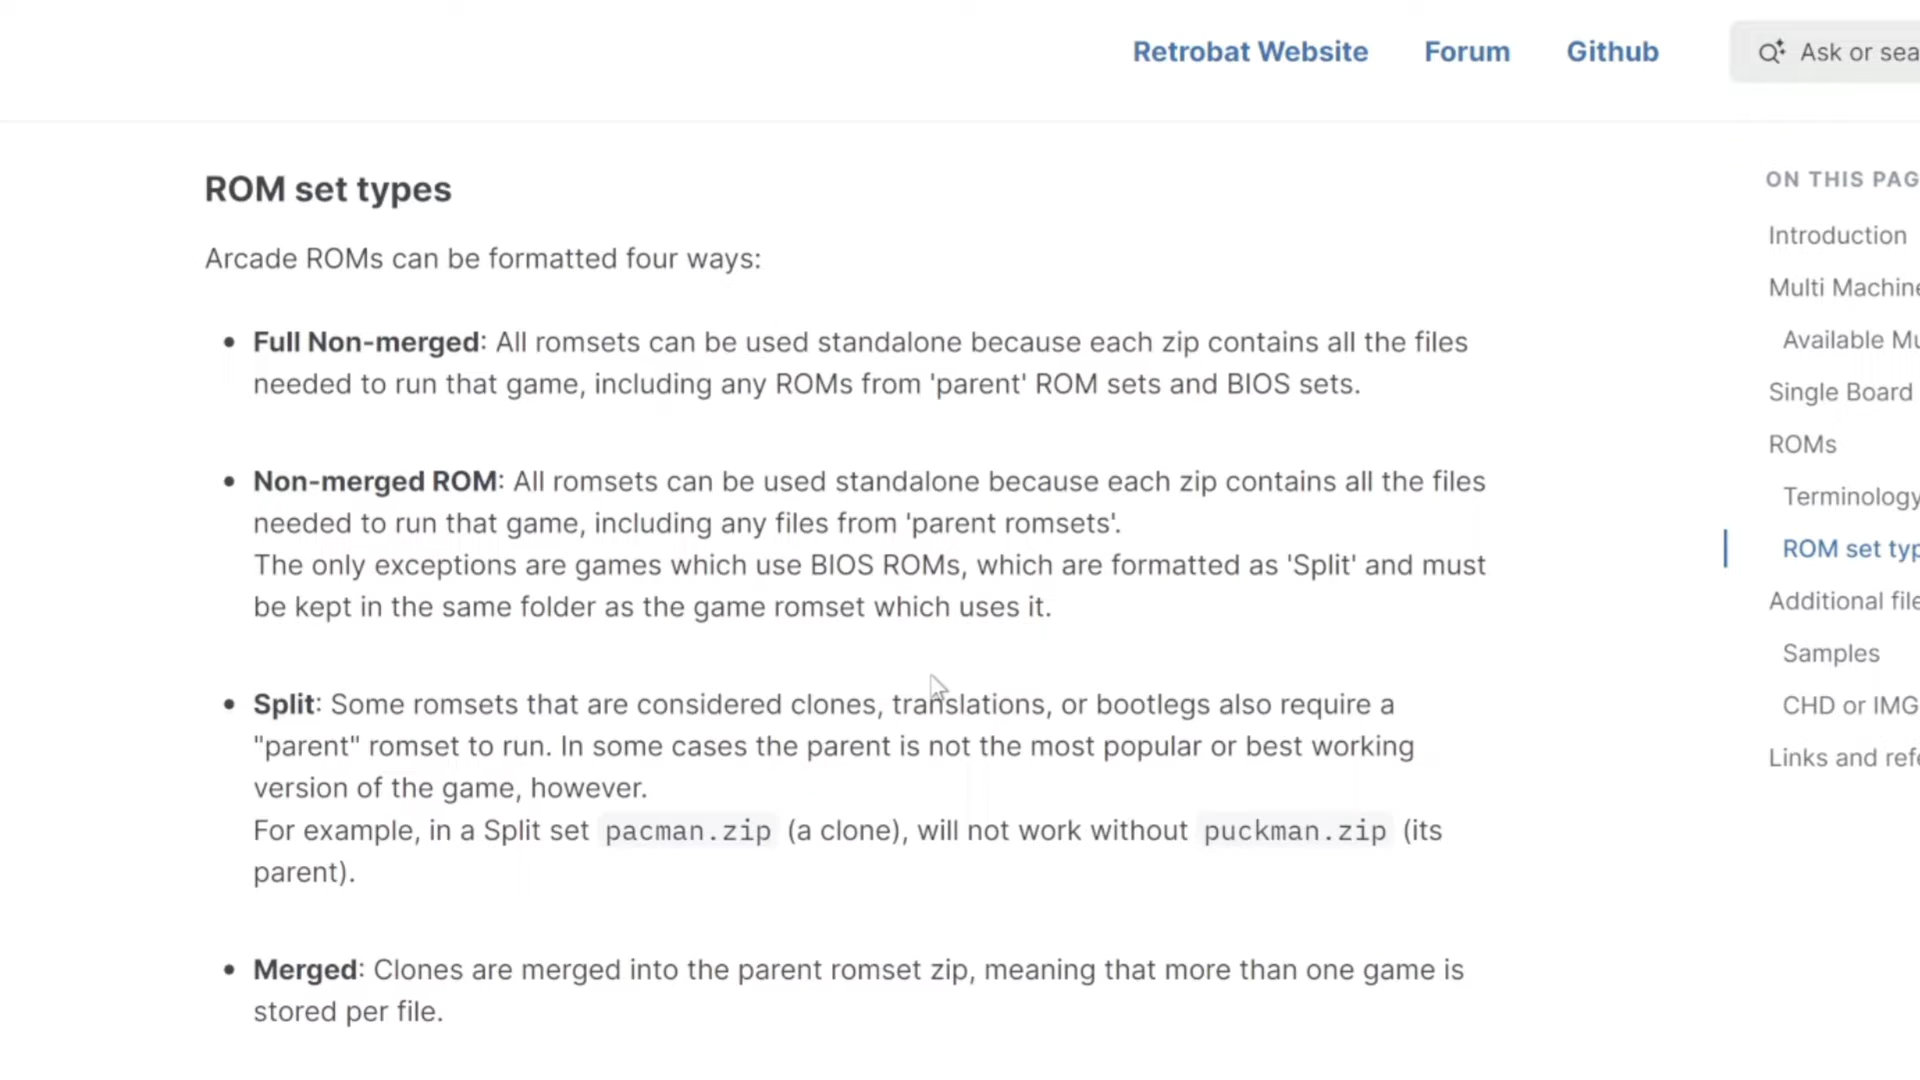 Retrobat Website Forum Github Ask or sea
ROM set types
Arcade ROMs can be formatted four ways:
• Full Non-merged: All romsets can be used standalone because each zip contains all the files
needed to run that game, including any ROMs from 'parent' ROM sets and BIOS sets.
• Non-merged ROM: All romsets can be used standalone because each zip contains all the files
needed to run that game, including any files from 'parent romsets'.
The only exceptions are games which use BIOS ROMs, which are formatted as 'Split' and must
be kept in the same folder as the game romset which uses it.
• Split: Some romsets that are considered clones, translations, or bootlegs also require a
"parent" romset to run. In some cases the parent is not the most popular or best working
version of the game, however.
For example, in a Split set pacman.zip (a clone), will not work without puckman.zip (its
parent).
• Merged: Clones are merged into the parent romset zip, meaning that more than one game is
stored per file.
ON THIS PAG
Introduction
Multi Machine
Available Mu
Single Board
ROMs
Terminology
ROM set typ
Additional file
Samples
CHD or IMG
Links and refe